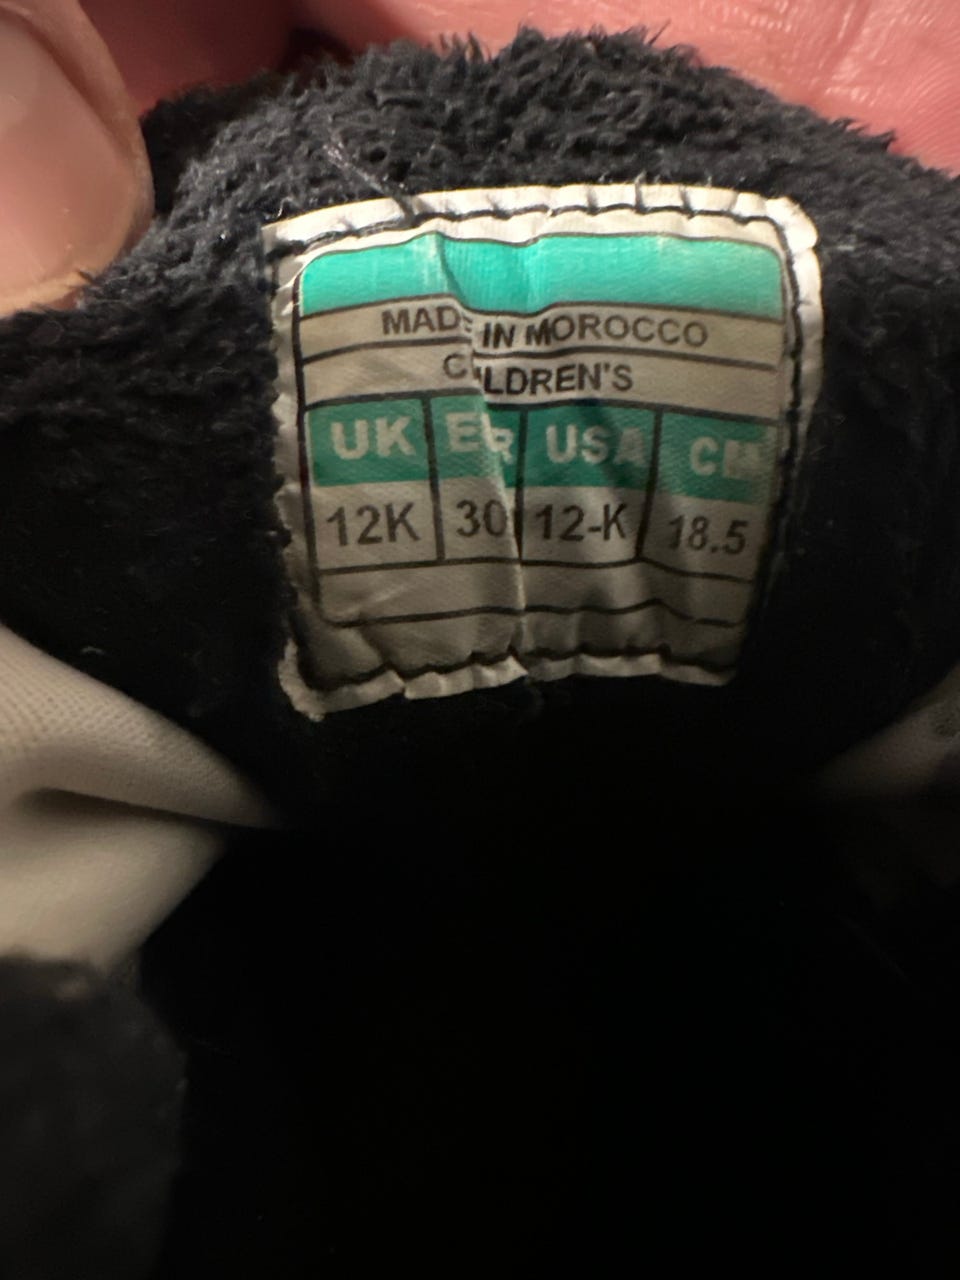 MADE IN MOROCCO
CHILDREN'S
UK EUR USA CM
12K 30 12-K 18.5